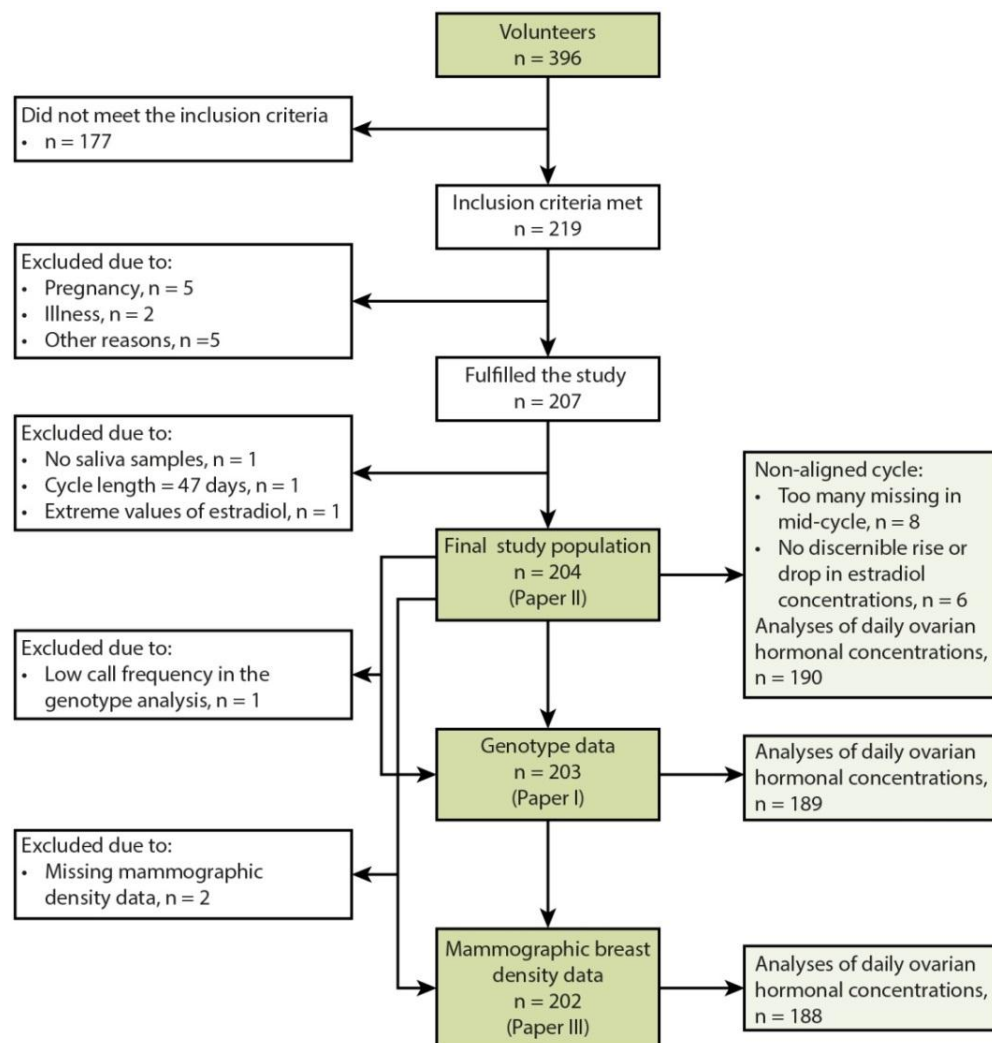 Volunteers
n = 396
Did not meet the inclusion criteria
• n = 177
Inclusion criteria met
n = 219
Excluded due to:
• Pregnancy, n = 5
• Illness, n = 2
• Other reasons, n =5
Fulfilled the study
n = 207
Excluded due to:
• No saliva samples, n = 1
• Cycle length = 47 days, n = 1
• Extreme values of estradiol, n = 1
Non-aligned cycle:
• Too many missing in
mid-cycle, n = 8
• No discernible rise or
drop in estradiol
concentrations, n = 6
Analyses of daily ovarian
hormonal concentrations,
n = 190
Final study population
n = 204
(Paper II)
Excluded due to:
• Low call frequency in the
genotype analysis, n = 1
Genotype data
n = 203
(Paper I)
Analyses of daily ovarian
hormonal concentrations,
n = 189
Excluded due to:
• Missing mammographic
density data, n = 2
Mammographic breast
density data
n = 202
(Paper III)
Analyses of daily ovarian
hormonal concentrations,
n = 188